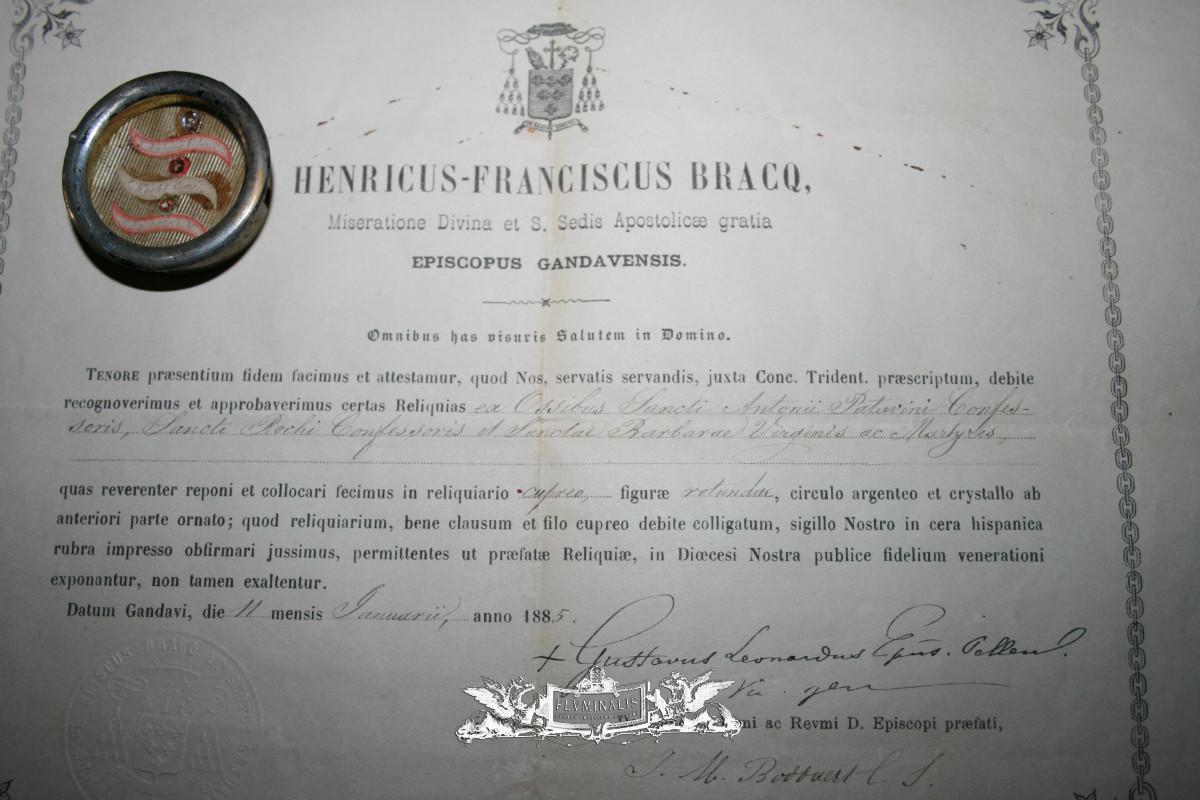 HENRICUS-FRANCISCUS BRACQ,
Miseratione Divina et S. Sedis Apostolicæ gratia
EPISCOPUS GANDAVENSIS.
Omnibus has visuris Salutem in Domino.
TENORE præsentium fidem facimus et attestamur, quod Nos, servatis servandis, juxta Conc. Trident. præscriptum, debite
recognoverimus et approbaverimus certas Reliquias ex Ossibus Sancti Antonii Patavini Confes-
soris, Sancti Rochi Confessoris et Sanctae Barbarae Virginis ac Martyris,
quas reverenter reponi et collocari fecimus in reliquiario cupreo, figuræ rotundae, circulo argenteo et crystallo ab
anteriori parte ornato; quod reliquiarium, bene clausum et filo cupreo debite colligatum, sigillo Nostro in cera hispanica
rubra impresso obfirmari jussimus, permittentes ut præfatæ Reliquiæ, in Diœcesi Nostra publice fidelium venerationi
exponantur, non tamen exaltentur.
Datum Gandavi, die 11 mensis Januarii, anno 1885.
+ Gustavus Leonardus Epus. Pellen.
Vic. gen
FLVMINALIS
ni ac Revmi D. Episcopi præfati,